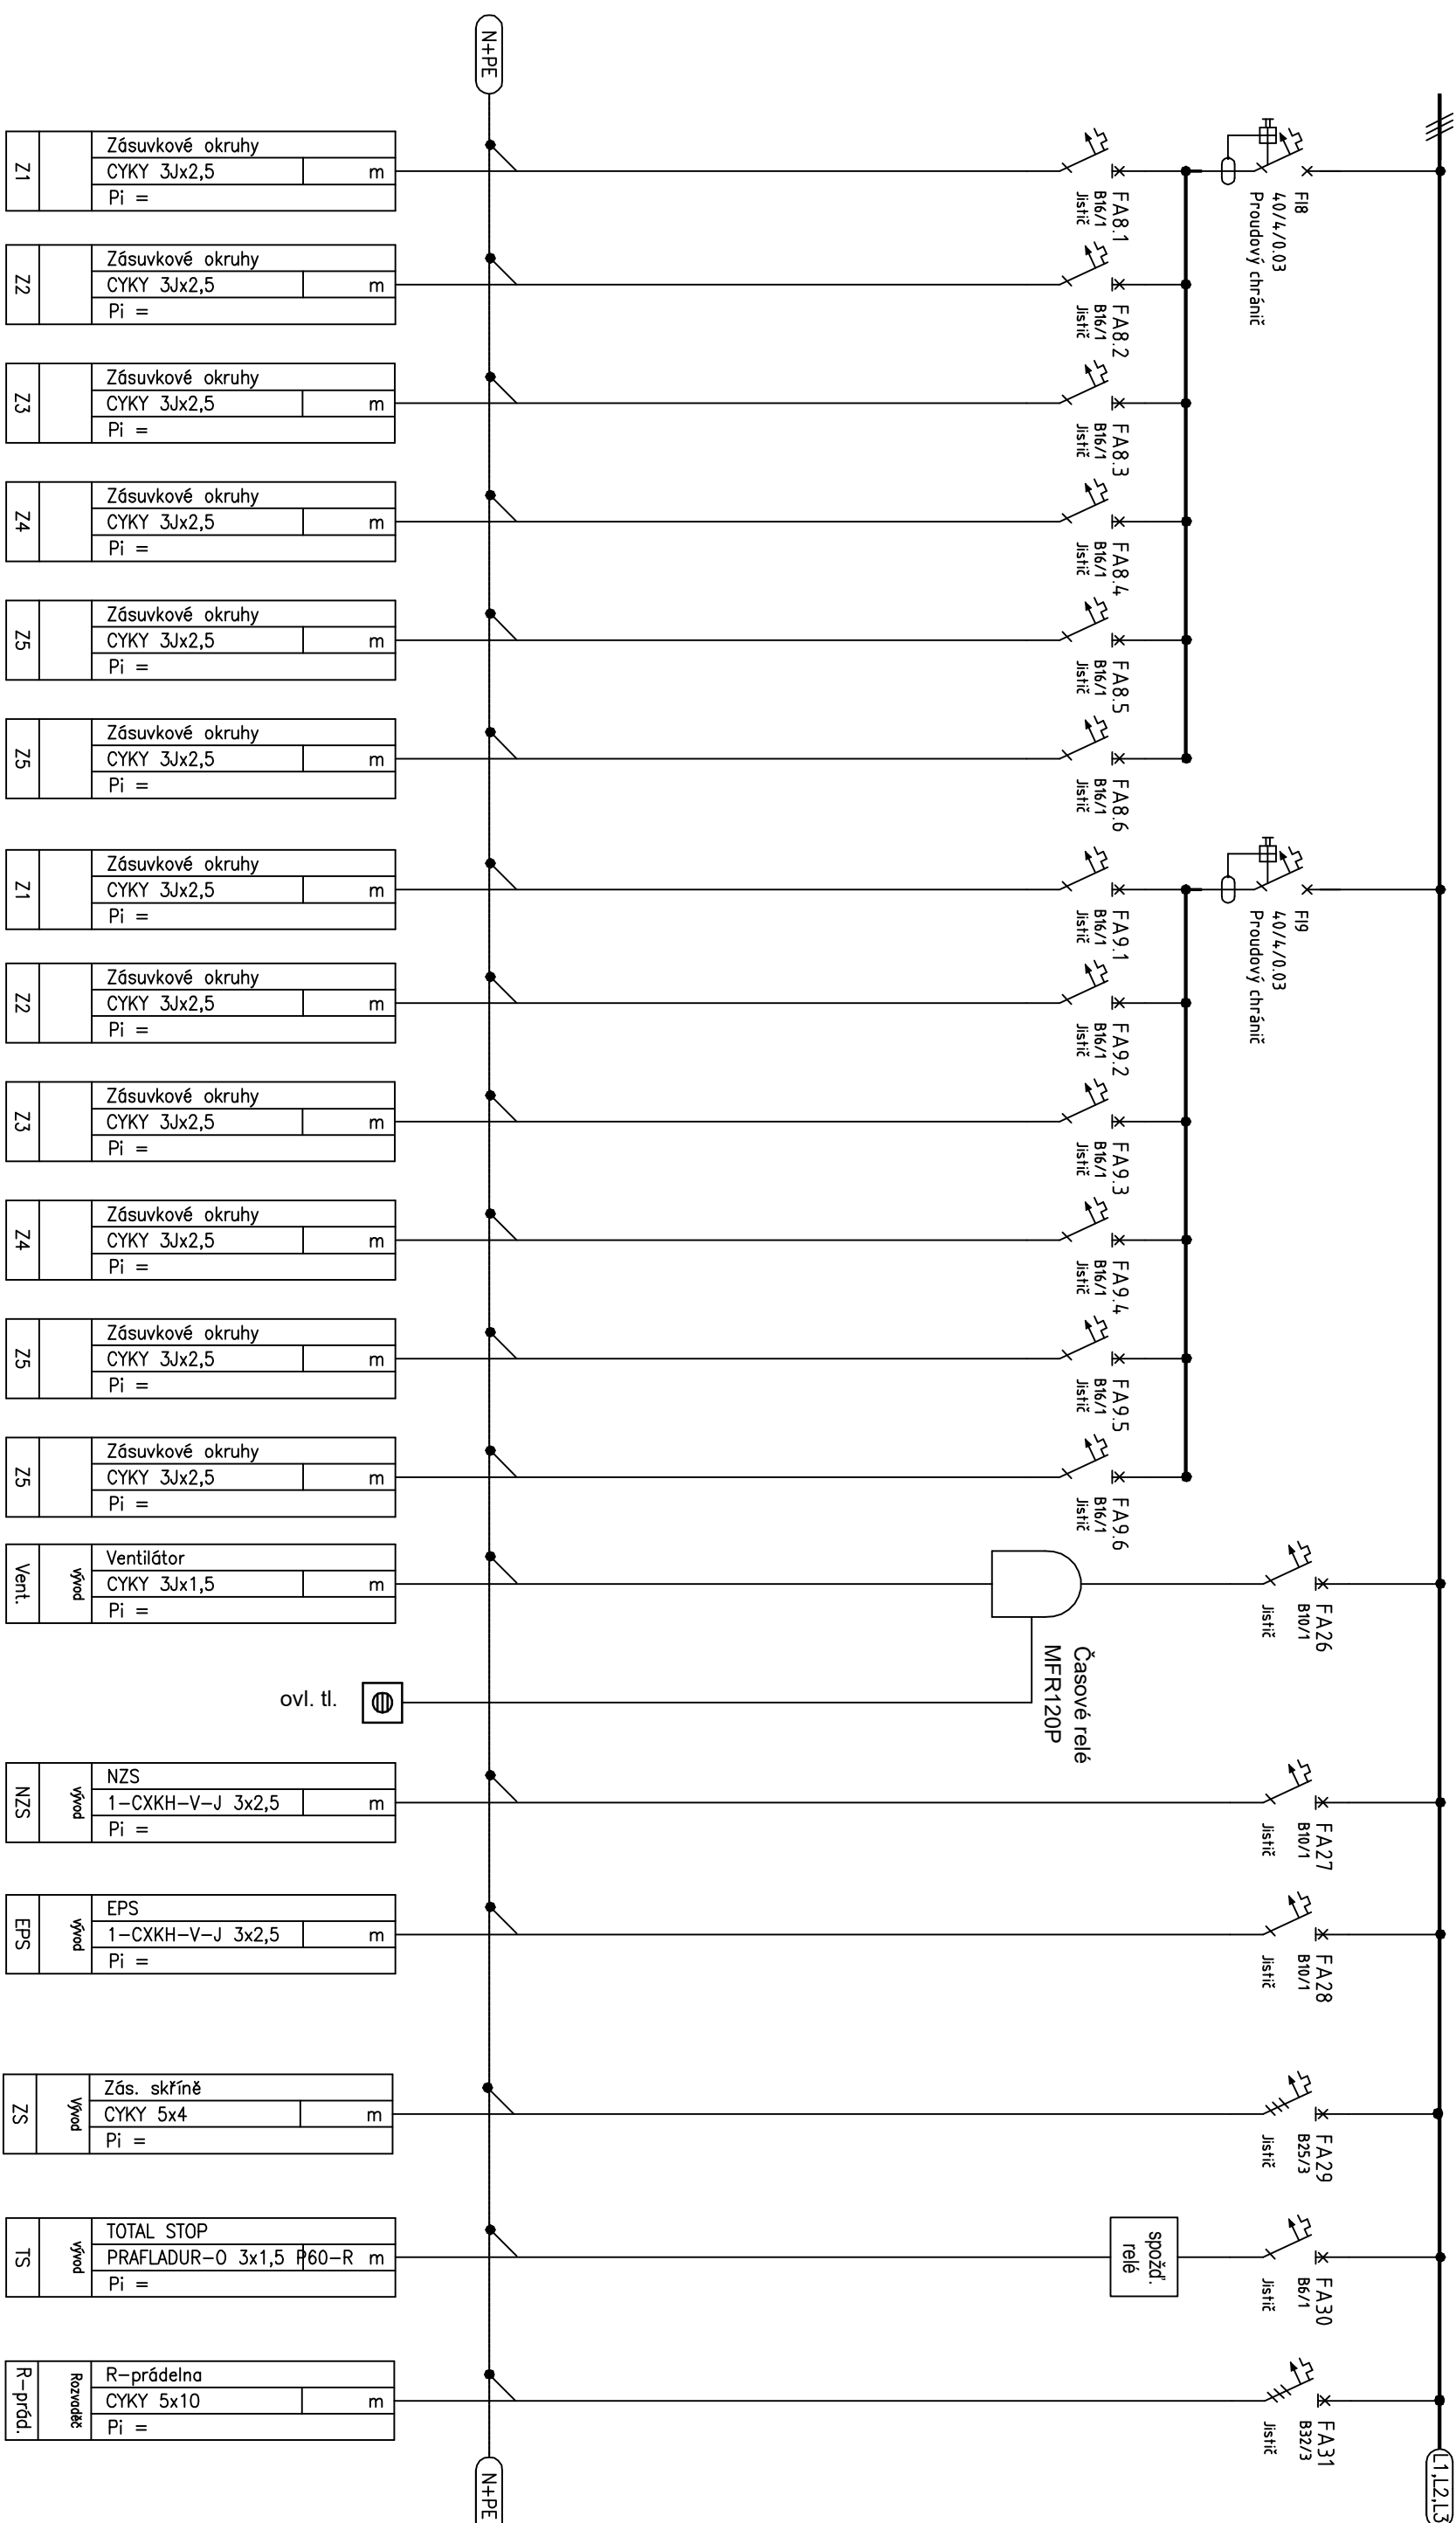 N+PE
Z1
Zásuvkové okruhy
CYKY 3Jx2,5 m
Pi =
FA8.1
B16/1
Jistič
FI8
40/4/0.03
Proudový chránič
Z2
Zásuvkové okruhy
CYKY 3Jx2,5 m
Pi =
FA8.2
B16/1
Jistič
Z3
Zásuvkové okruhy
CYKY 3Jx2,5 m
Pi =
FA8.3
B16/1
Jistič
Z4
Zásuvkové okruhy
CYKY 3Jx2,5 m
Pi =
FA8.4
B16/1
Jistič
Z5
Zásuvkové okruhy
CYKY 3Jx2,5 m
Pi =
FA8.5
B16/1
Jistič
Z5
Zásuvkové okruhy
CYKY 3Jx2,5 m
Pi =
FA8.6
B16/1
Jistič
Z1
Zásuvkové okruhy
CYKY 3Jx2,5 m
Pi =
FA9.1
B16/1
Jistič
FI9
40/4/0.03
Proudový chránič
Z2
Zásuvkové okruhy
CYKY 3Jx2,5 m
Pi =
FA9.2
B16/1
Jistič
Z3
Zásuvkové okruhy
CYKY 3Jx2,5 m
Pi =
FA9.3
B16/1
Jistič
Z4
Zásuvkové okruhy
CYKY 3Jx2,5 m
Pi =
FA9.4
B16/1
Jistič
Z5
Zásuvkové okruhy
CYKY 3Jx2,5 m
Pi =
FA9.5
B16/1
Jistič
Z5
Zásuvkové okruhy
CYKY 3Jx2,5 m
Pi =
FA9.6
B16/1
Jistič
Vent.
vývod
Ventilátor
CYKY 3Jx1,5 m
Pi =
FA26
B10/1
Jistič
Časové relé
MFR120P
ovl. tl.
NZS
vývod
NZS
1-CXKH-V-J 3x2,5 m
Pi =
FA27
B10/1
Jistič
EPS
vývod
EPS
1-CXKH-V-J 3x2,5 m
Pi =
FA28
B10/1
Jistič
ZS
Vývod
Zás. skříně
CYKY 5x4 m
Pi =
FA29
B25/3
Jistič
TS
vývod
TOTAL STOP
PRAFLADUR-O 3x1,5 P60-R m
Pi =
spožď.
relé
FA30
B6/1
Jistič
R-prád.
Rozvaděč
R-prádelna
CYKY 5x10 m
Pi =
FA31
B32/3
Jistič
N+PE
L1,L2,L3